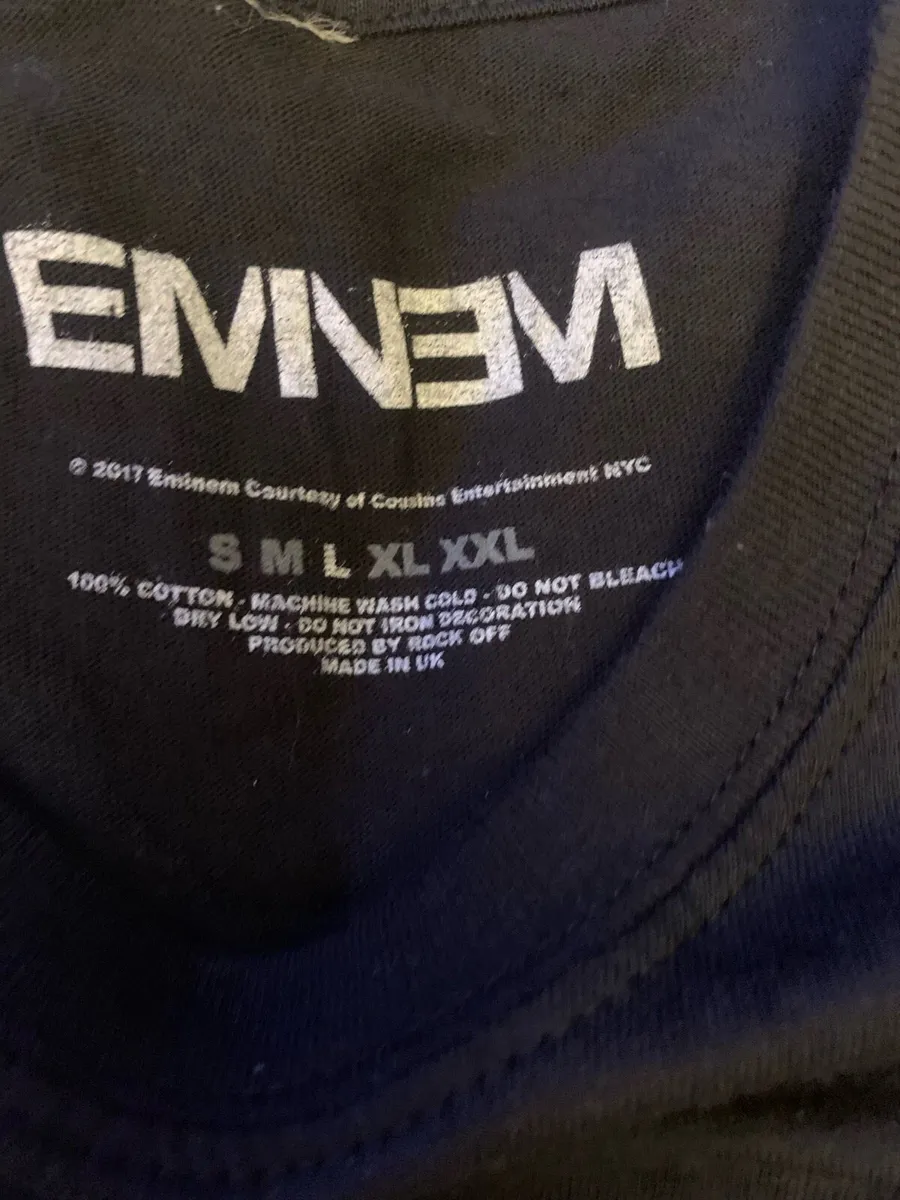 EMINƎM
© 2017 Eminem Courtesy of Cousins Entertainment NYC
S M L XL XXL
100% COTTON - MACHINE WASH COLD - DO NOT BLEACH
DRY LOW - DO NOT IRON DECORATION
PRODUCED BY ROCK OFF
MADE IN UK